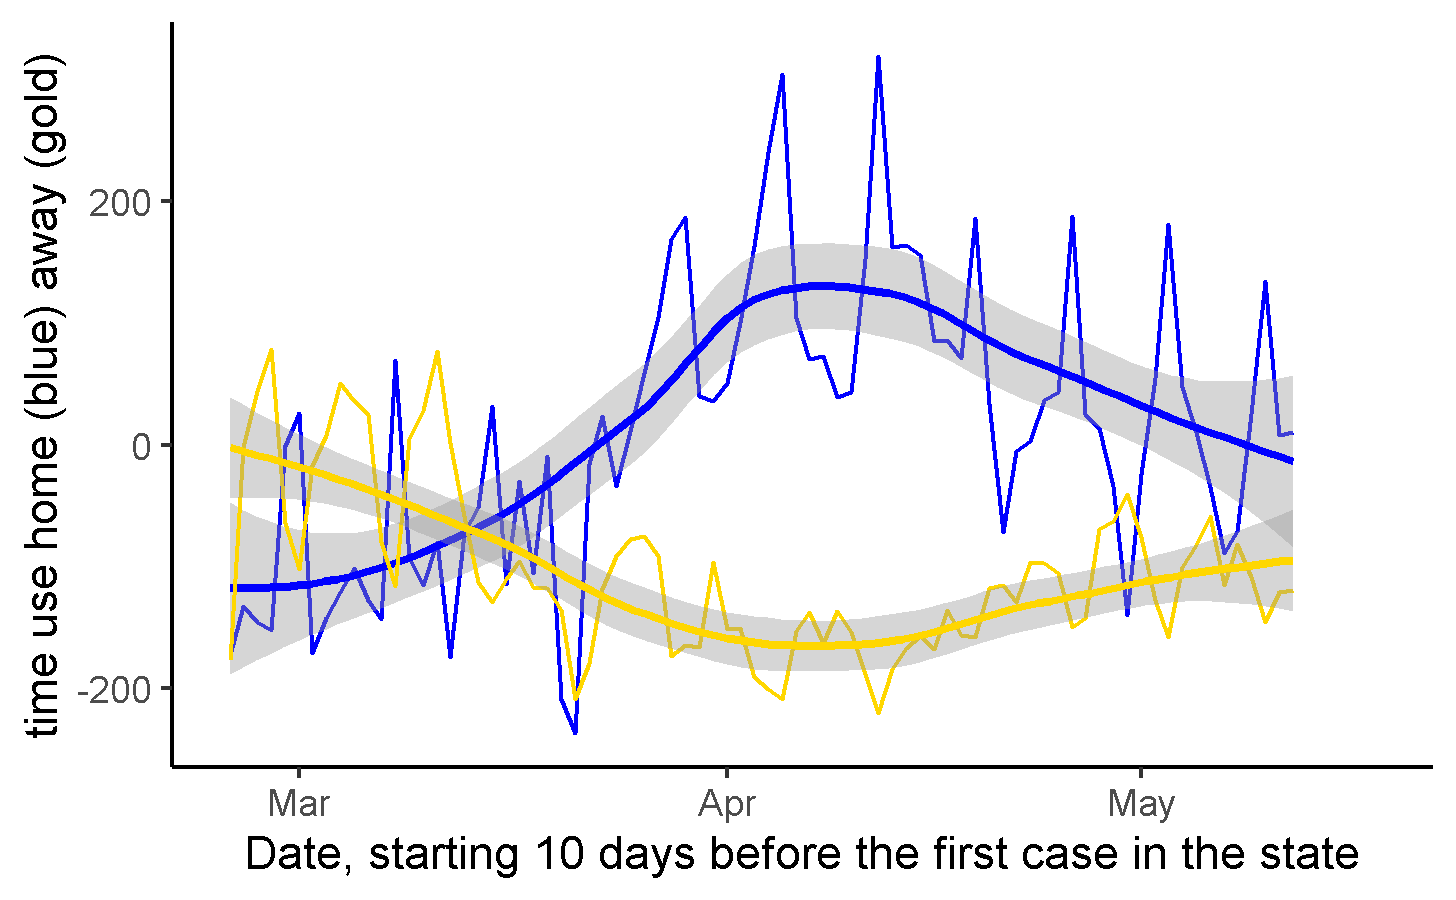 time use home (blue) away (gold)
200
0
-200
Mar Apr May
Date, starting 10 days before the first case in the state